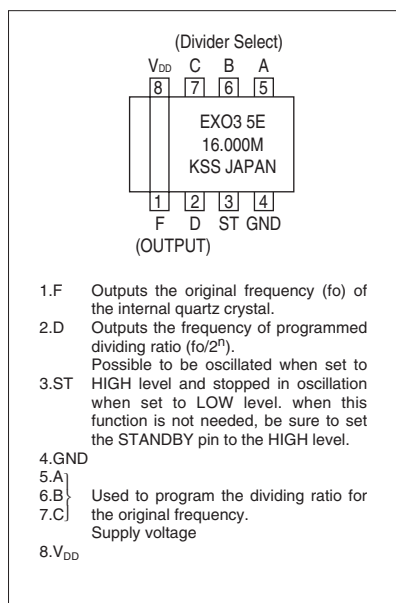 (Divider Select)
VDD C B A
8 7 6 5
EXO3 5E
16.000M
KSS JAPAN
1 2 3 4
F D ST GND
(OUTPUT)
1.F Outputs the original frequency (fo) of
the internal quartz crystal.
2.D Outputs the frequency of programmed
dividing ratio (fo/2ⁿ).
Possible to be oscillated when set to
3.ST HIGH level and stopped in oscillation
when set to LOW level. when this
function is not needed, be sure to set
the STANDBY pin to the HIGH level.
4.GND
5.A
6.B Used to program the dividing ratio for
7.C the original frequency.
Supply voltage
8.VDD